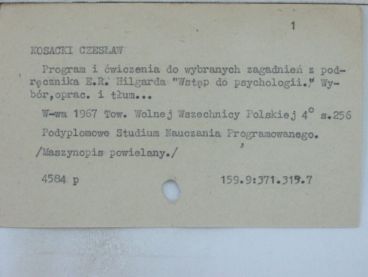 1
KOSACKI CZESŁAW
Program i ćwiczenia do wybranych zagadnień z pod-
ręcznika E.R. Hilgarda "Wstęp do psychologii." Wy-
bór,oprac. i tłum...
W-wa 1967 Tow. Wolnej Wszechnicy Polskiej 4° s.256
Podyplomowe Studium Nauczania Programowanego.
/Maszynopis powielany./
4584 p 159.9:371.315.7